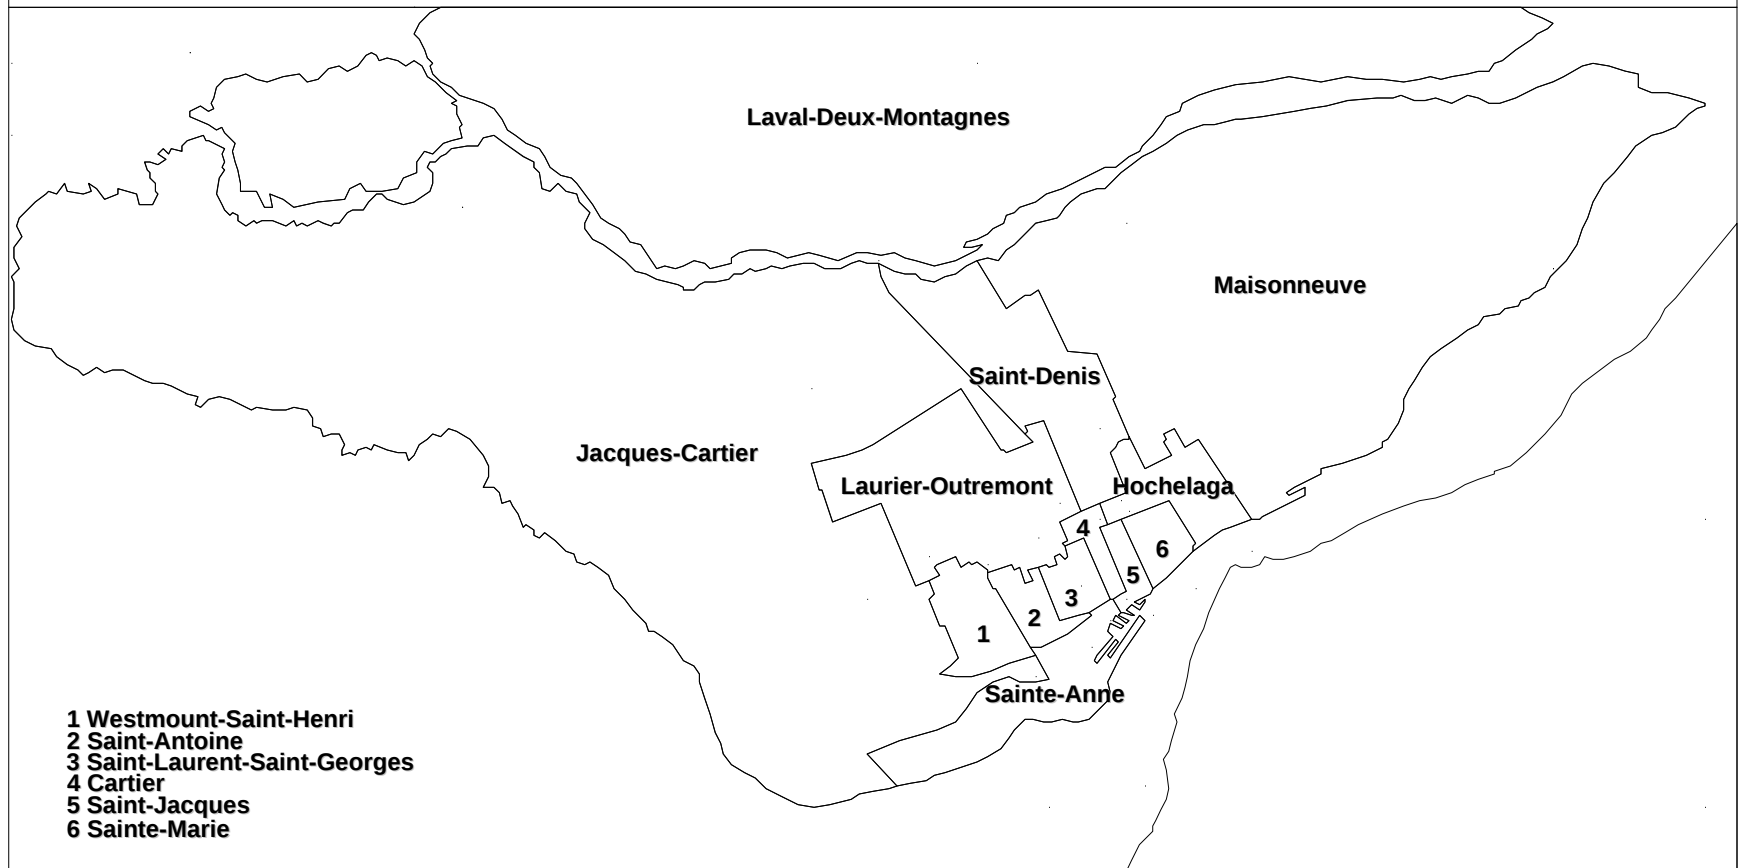 Laval-Deux-Montagnes
Maisonneuve
Saint-Denis
Jacques-Cartier
Laurier-Outremont
Hochelaga
4
6
5
3
2
1
Sainte-Anne
1 Westmount-Saint-Henri
2 Saint-Antoine
3 Saint-Laurent-Saint-Georges
4 Cartier
5 Saint-Jacques
6 Sainte-Marie